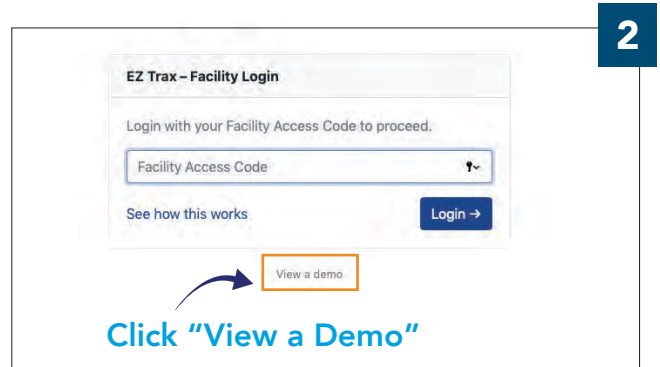 2
EZ Trax – Facility Login
Login with your Facility Access Code to proceed.
Facility Access Code
See how this works
Login →
View a demo
Click “View a Demo”